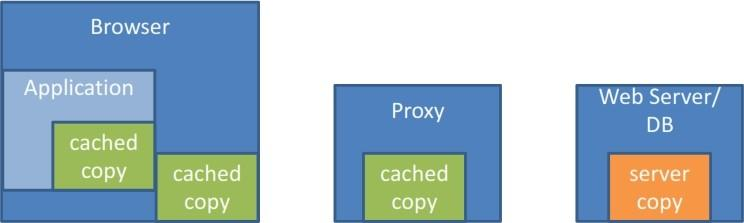 Browser
Application
cached
copy
cached
copy
Proxy
cached
copy
Web Server/
DB
server
copy